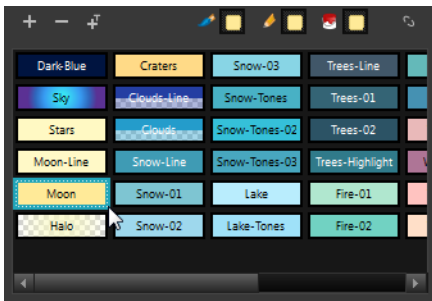 Dark-Blue Craters Snow-03 Trees-Line
Sky Clouds-Line Snow-Tones Trees-01
Stars Clouds Snow-Tones-02 Trees-02
Moon-Line Snow-Line Snow-Tones-03 Trees-Highlight
Moon Snow-01 Lake Fire-01
Halo Snow-02 Lake-Tones Fire-02